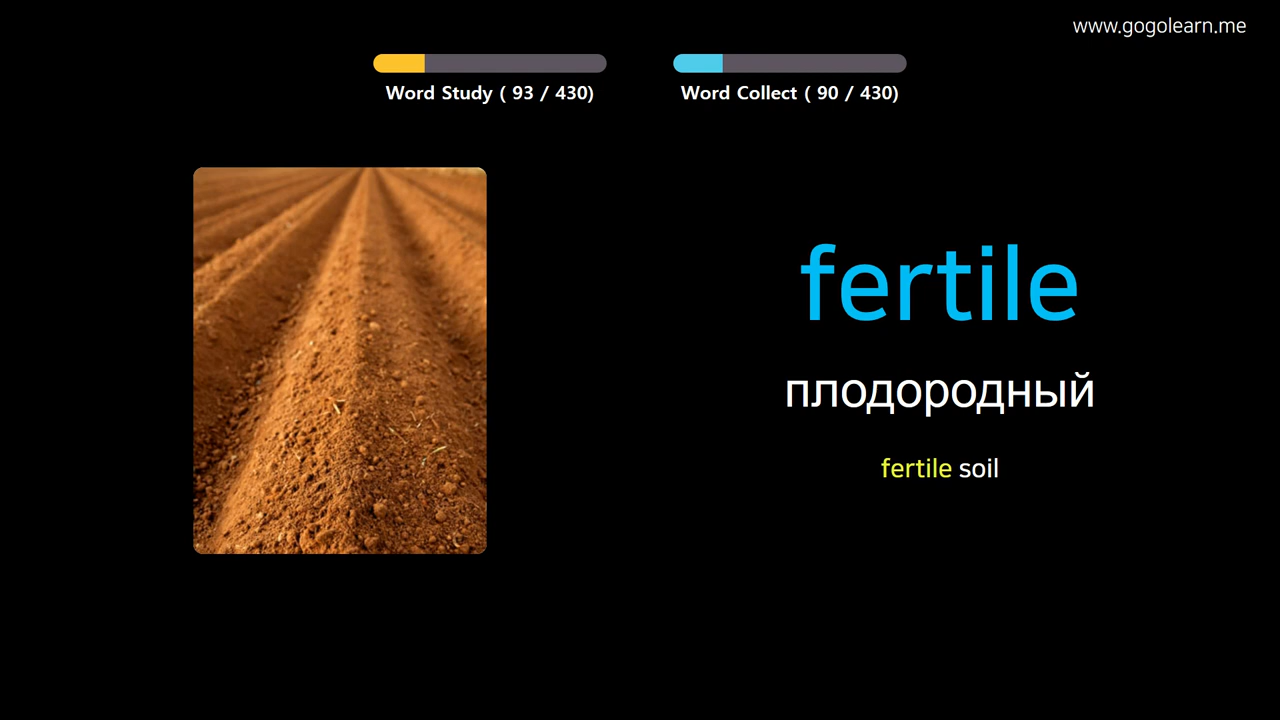 www.gogolearn.me
Word Study ( 93 / 430)
Word Collect ( 90 / 430)
fertile
плодородный
fertile soil